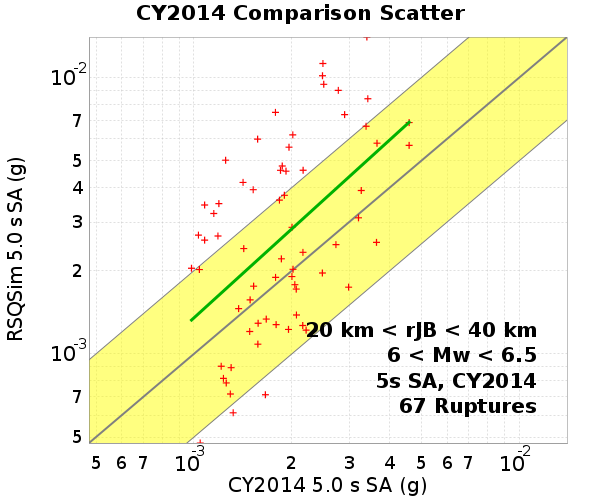 CY2014 Comparison Scatter
RSQSim 5.0 s SA (g)
10-2
7
5
4
3
2
10-3
7
5
20 km < rJB < 40 km
6 < Mw < 6.5
5s SA, CY2014
67 Ruptures
5 6 7 10-3 2 3 4 5 6 7 10-2
CY2014 5.0 s SA (g)